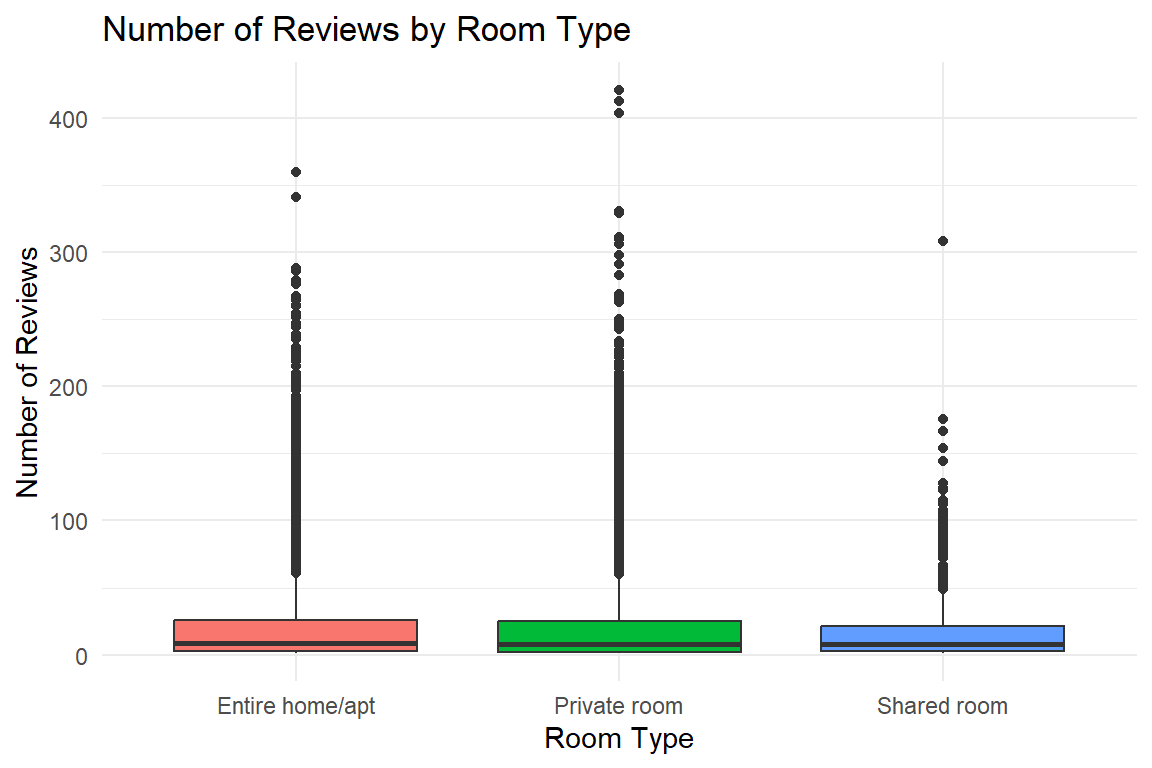 Number of Reviews by Room Type
Number of Reviews
400
300
200
100
0
Entire home/apt
Private room
Shared room
Room Type